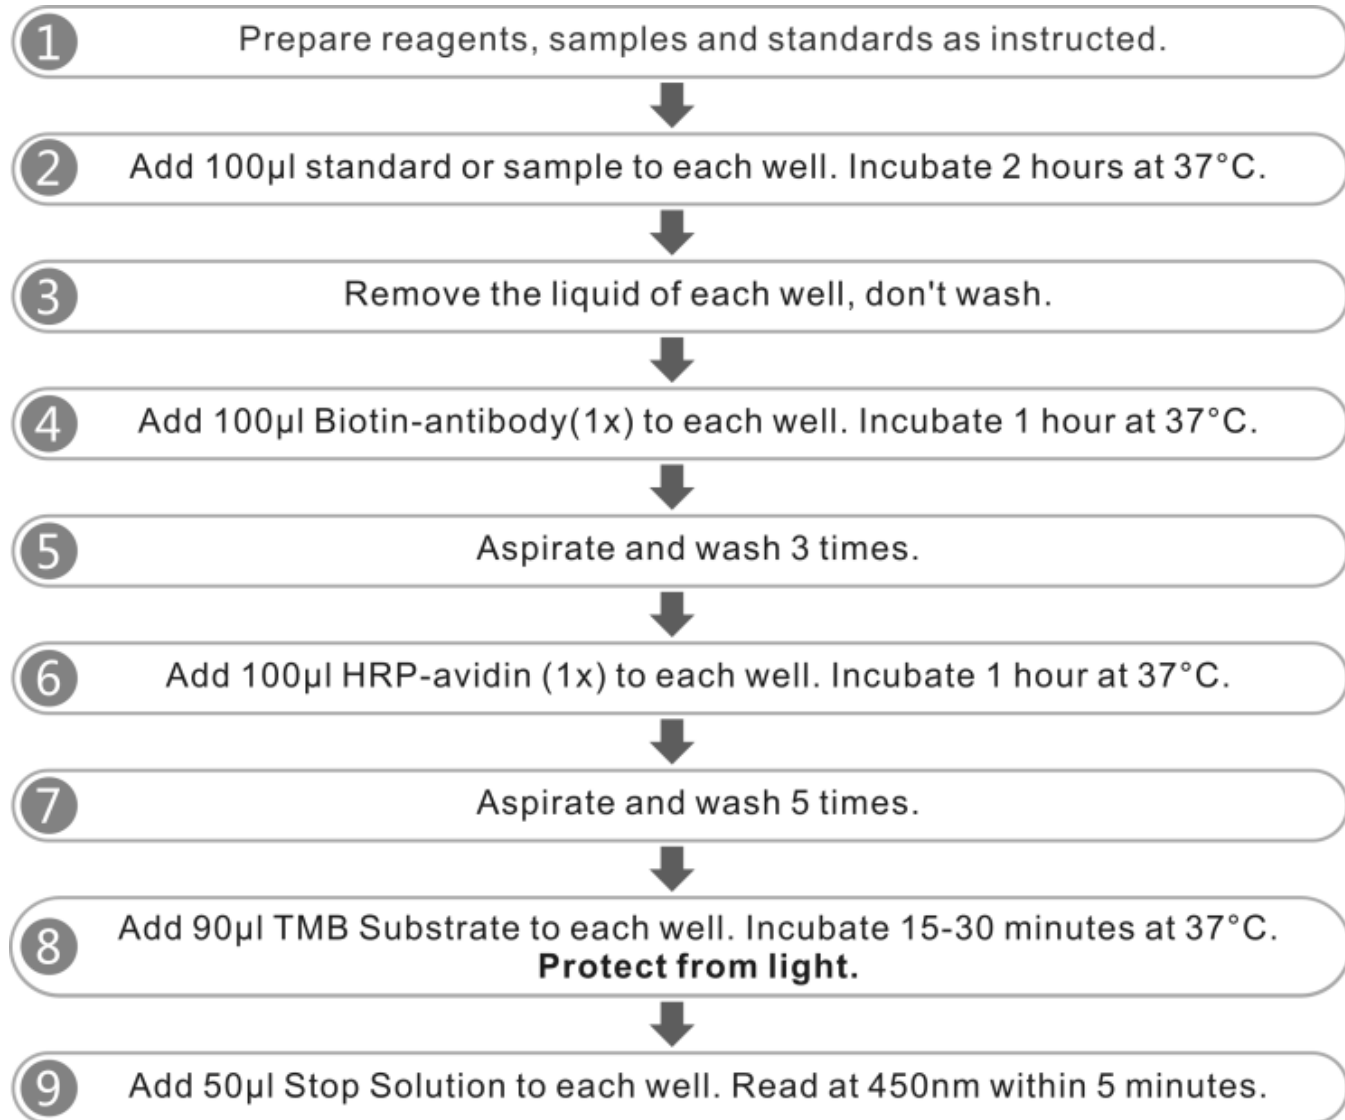 1 Prepare reagents, samples and standards as instructed.
2 Add 100µl standard or sample to each well. Incubate 2 hours at 37°C.
3 Remove the liquid of each well, don't wash.
4 Add 100µl Biotin-antibody(1x) to each well. Incubate 1 hour at 37°C.
5 Aspirate and wash 3 times.
6 Add 100µl HRP-avidin (1x) to each well. Incubate 1 hour at 37°C.
7 Aspirate and wash 5 times.
8 Add 90µl TMB Substrate to each well. Incubate 15-30 minutes at 37°C.
Protect from light.
9 Add 50µl Stop Solution to each well. Read at 450nm within 5 minutes.